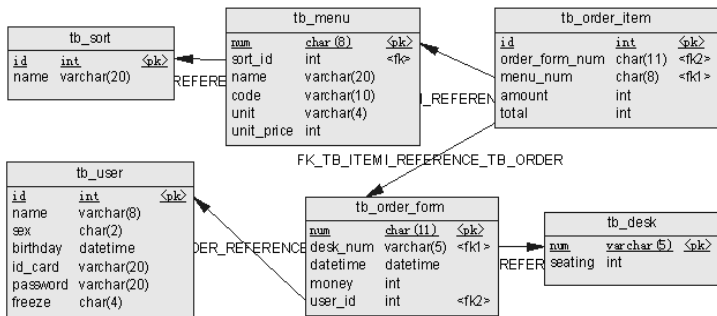 tb_sort
id int <pk>
name varchar(20)
tb_menu
num char(8) <pk>
sort_id int <fk>
name varchar(20)
code varchar(10)
unit varchar(4)
unit_price int
tb_order_item
id int <pk>
order_form_num char(11) <fk2>
menu_num char(8) <fk1>
amount int
total int
REFERE
I_REFEREN
FK_TB_ITEMI_REFERENCE_TB_ORDER
tb_user
id int <pk>
name varchar(8)
sex char(2)
birthday datetime
id_card varchar(20)
password varchar(20)
freeze char(4)
DER_REFERENCE
tb_order_form
num char(11) <pk>
desk_num varchar(5) <fk1>
datetime datetime
money int
user_id int <fk2>
REFER
tb_desk
num varchar(5) <pk>
seating int